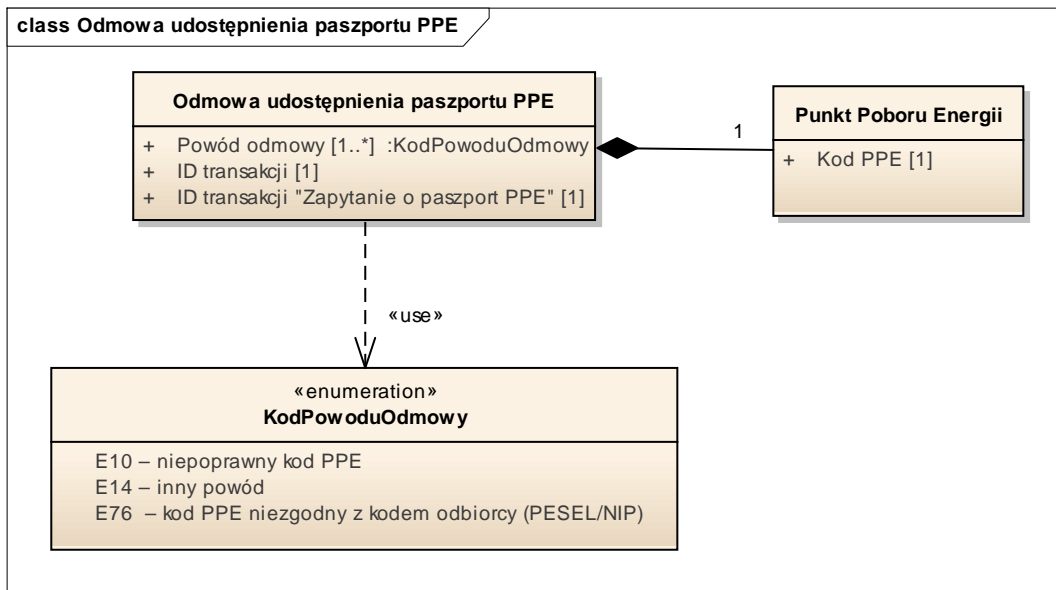 class Odmowa udostępnienia paszportu PPE
Odmowa udostępnienia paszportu PPE
+ Powód odmowy [1..*] :KodPowoduOdmowy
+ ID transakcji [1]
+ ID transakcji "Zapytanie o paszport PPE" [1]
1
Punkt Poboru Energii
+ Kod PPE [1]
«use»
«enumeration»
KodPowoduOdmowy
E10 – niepoprawny kod PPE
E14 – inny powód
E76 – kod PPE niezgodny z kodem odbiorcy (PESEL/NIP)